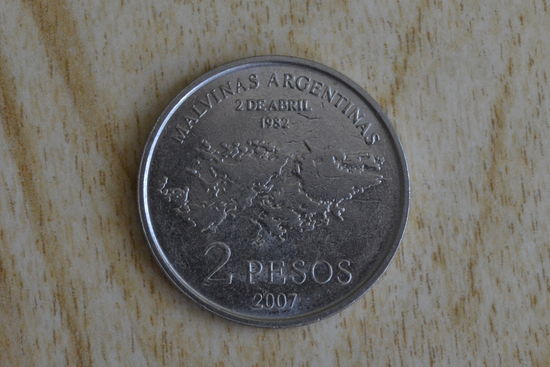 MALVINAS ARGENTINAS
2 DE ABRIL
1982
2 PESOS
2007